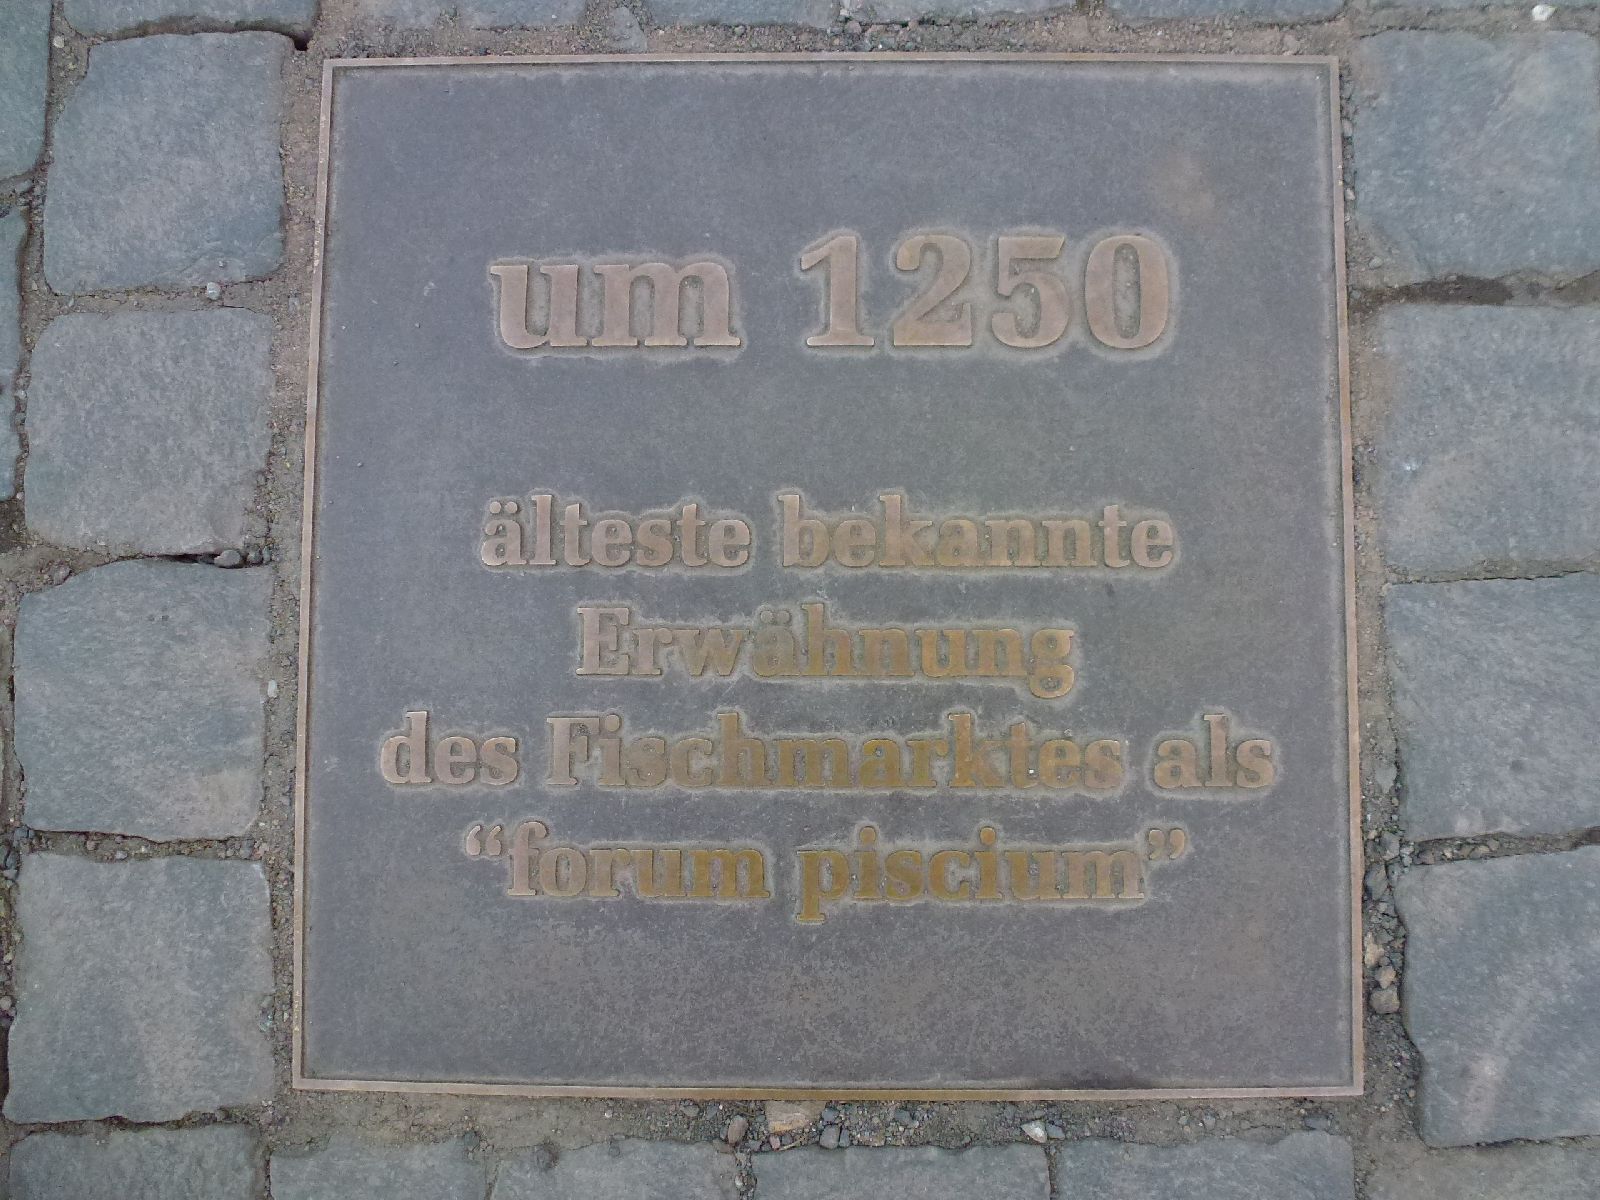 um 1250
älteste bekannte
Erwähnung
des Fischmarktes als
“forum piscium”